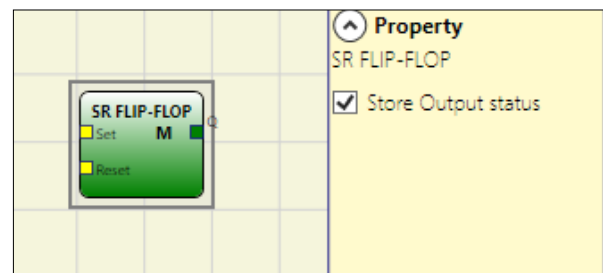 SR FLIP-FLOP
Set M Q
Reset
Property
SR FLIP-FLOP
Store Output status